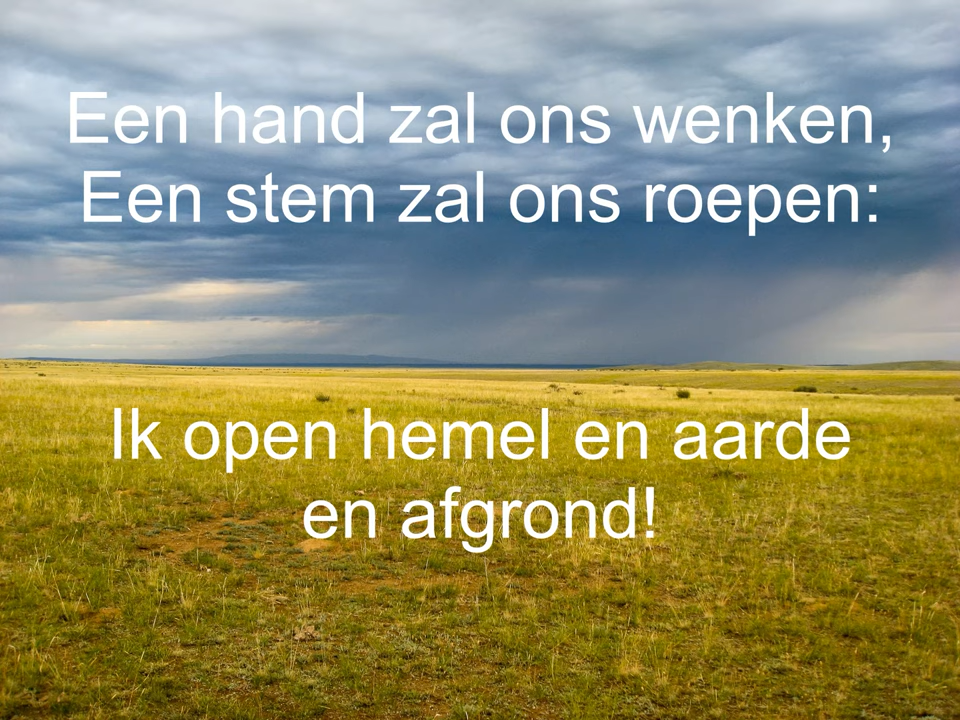 Een hand zal ons wenken,
Een stem zal ons roepen:
Ik open hemel en aarde
en afgrond!